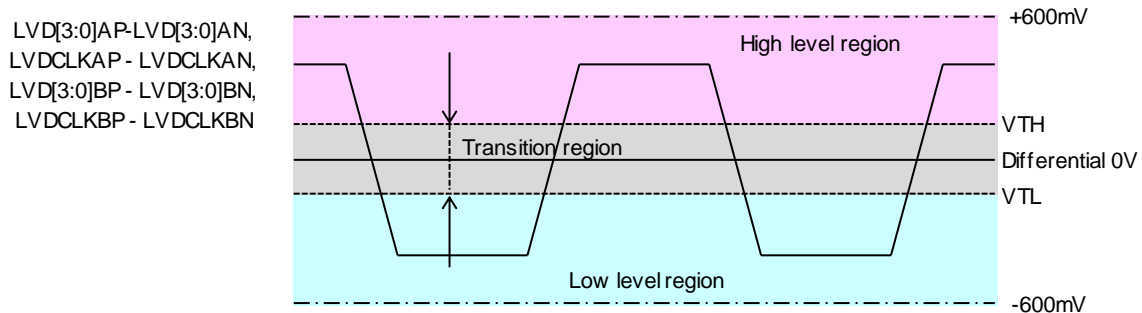 LVD[3:0]AP-LVD[3:0]AN,
LVDCLKAP - LVDCLKAN,
LVD[3:0]BP - LVD[3:0]BN,
LVDCLKBP - LVDCLKBN
+600mV
High level region
VTH
Transition region
Differential 0V
VTL
Low level region
-600mV